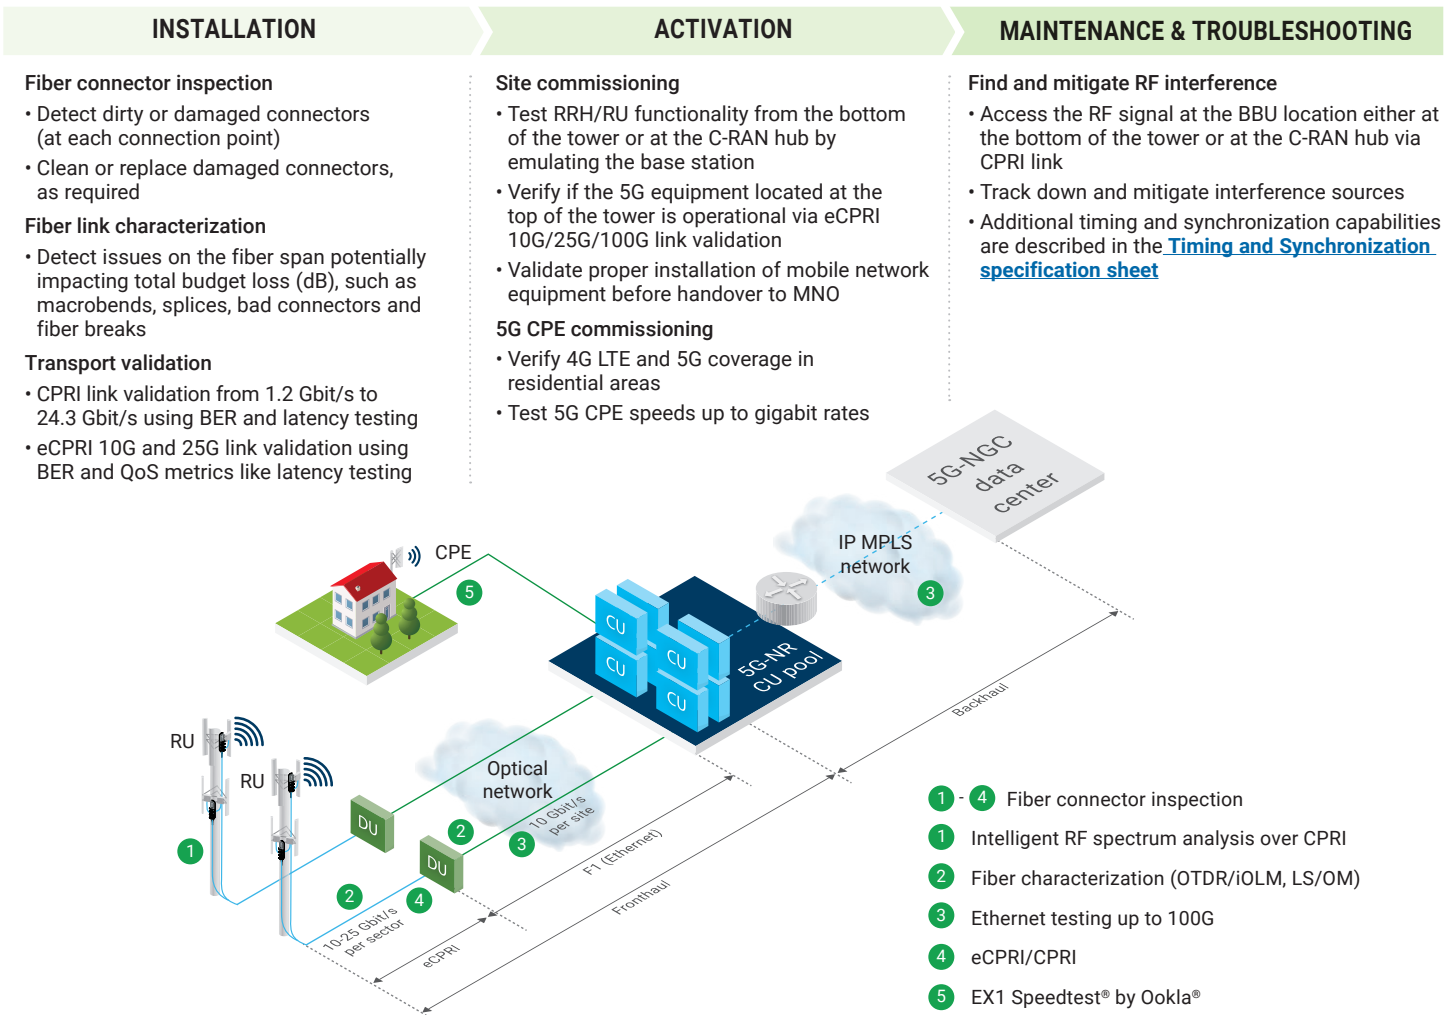 INSTALLATION
ACTIVATION
MAINTENANCE & TROUBLESHOOTING
Fiber connector inspection
• Detect dirty or damaged connectors
(at each connection point)
• Clean or replace damaged connectors,
as required
Fiber link characterization
• Detect issues on the fiber span potentially
impacting total budget loss (dB), such as
macrobends, splices, bad connectors and
fiber breaks
Transport validation
• CPRI link validation from 1.2 Gbit/s to
24.3 Gbit/s using BER and latency testing
• eCPRI 10G and 25G link validation using
BER and QoS metrics like latency testing
Site commissioning
• Test RRH/RU functionality from the bottom
of the tower or at the C-RAN hub by
emulating the base station
• Verify if the 5G equipment located at the
top of the tower is operational via eCPRI
10G/25G/100G link validation
• Validate proper installation of mobile network
equipment before handover to MNO
5G CPE commissioning
• Verify 4G LTE and 5G coverage in
residential areas
• Test 5G CPE speeds up to gigabit rates
Find and mitigate RF interference
• Access the RF signal at the BBU location either at
the bottom of the tower or at the C-RAN hub via
CPRI link
• Track down and mitigate interference sources
• Additional timing and synchronization capabilities
are described in the Timing and Synchronization
specification sheet
5G-NGC
data
center
IP MPLS
network
3
CPE
5
CU
CU
CU
CU
5G-NR
CU pool
Backhaul
RU
RU
Optical
network
10 Gbit/s
per site
DU
DU
2
3
1
2
4
10-25 Gbit/s
per sector
eCPRI
F1 (Ethernet)
Fronthaul
1 - 4 Fiber connector inspection
1 Intelligent RF spectrum analysis over CPRI
2 Fiber characterization (OTDR/iOLM, LS/OM)
3 Ethernet testing up to 100G
4 eCPRI/CPRI
5 EX1 Speedtest® by Ookla®